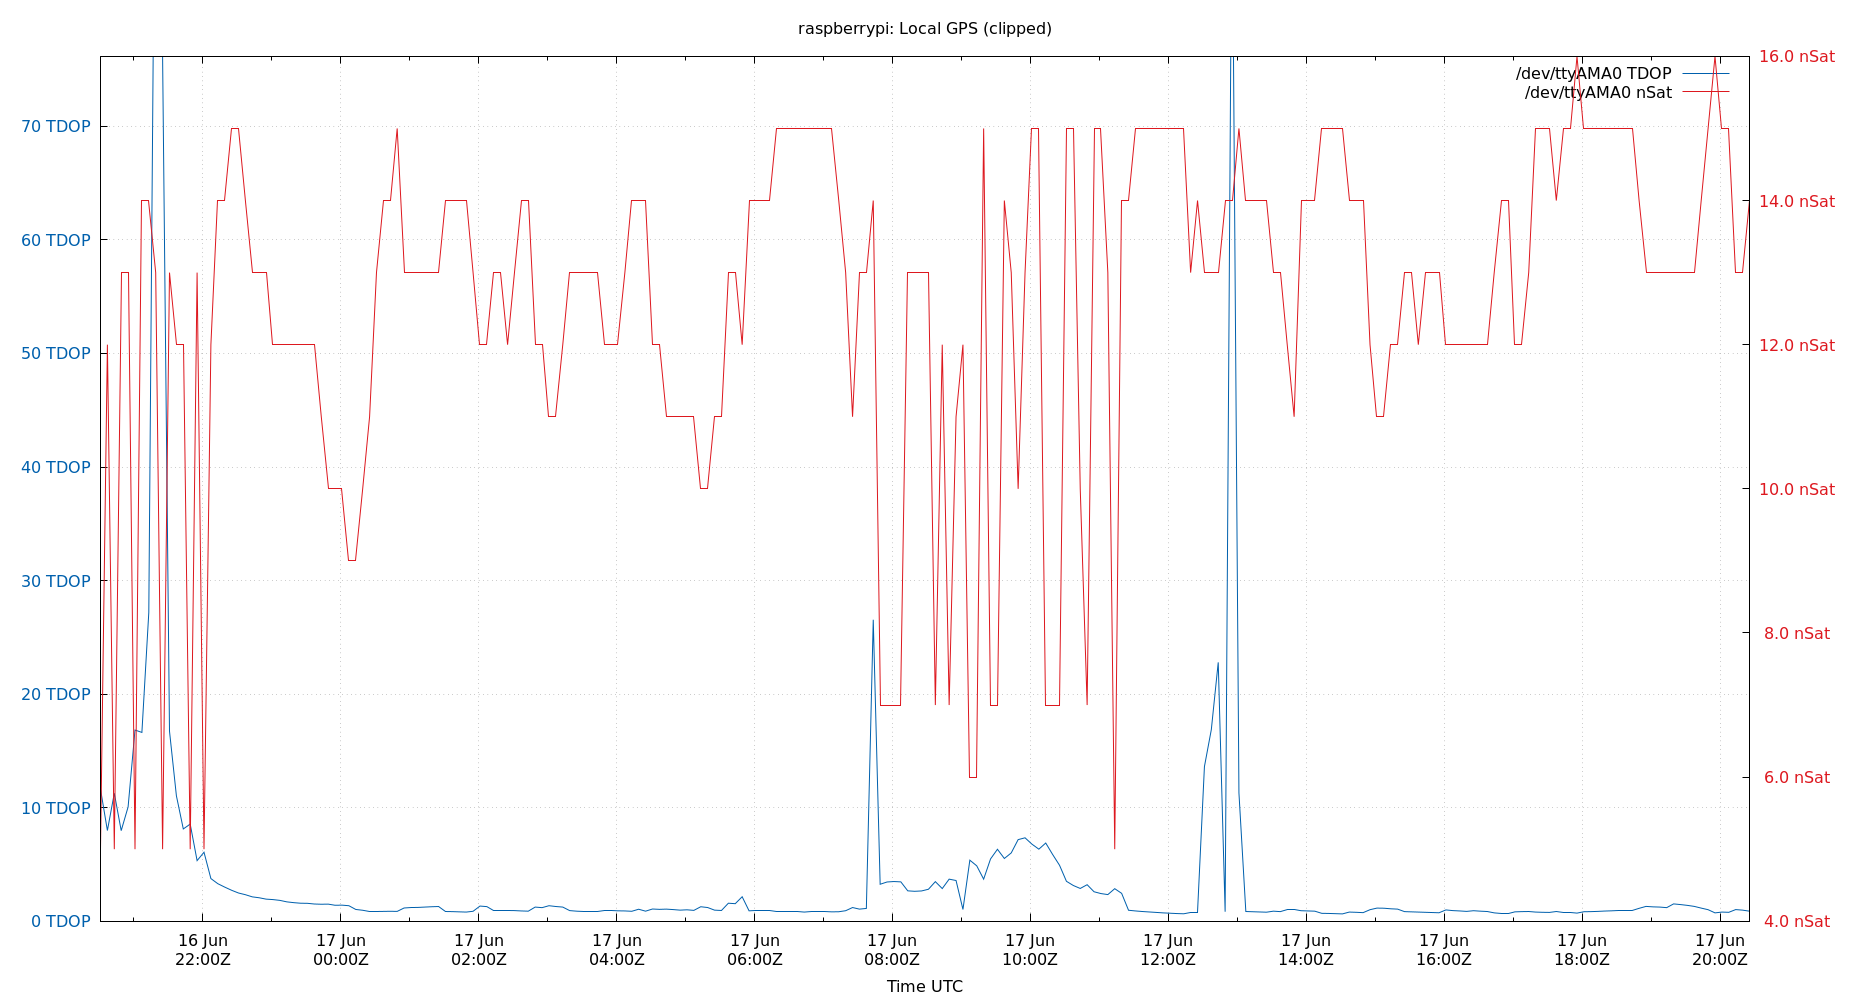 raspberrypi: Local GPS (clipped)
16.0 nSat
/dev/ttyAMA0 TDOP
/dev/ttyAMA0 nSat
70 TDOP
14.0 nSat
60 TDOP
50 TDOP
12.0 nSat
40 TDOP
10.0 nSat
30 TDOP
8.0 nSat
20 TDOP
6.0 nSat
10 TDOP
0 TDOP
4.0 nSat
16 Jun 17 Jun 17 Jun 17 Jun 17 Jun 17 Jun 17 Jun 17 Jun 17 Jun 17 Jun 17 Jun 17 Jun
22:00Z 00:00Z 02:00Z 04:00Z 06:00Z 08:00Z 10:00Z 12:00Z 14:00Z 16:00Z 18:00Z 20:00Z
Time UTC